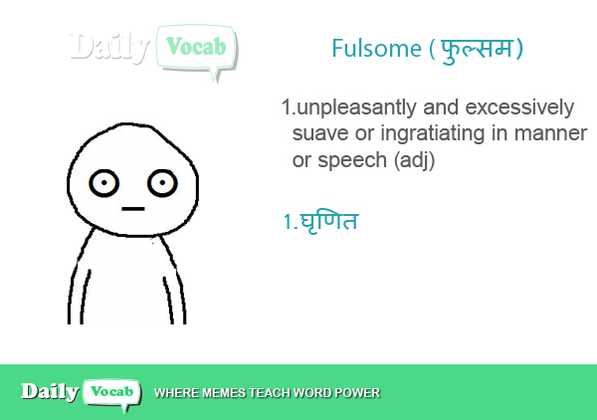 Daily Vocab
Fulsome ( फुल्सम )
1.unpleasantly and excessively
suave or ingratiating in manner
or speech (adj)
1.घृणित
Daily Vocab WHERE MEMES TEACH WORD POWER